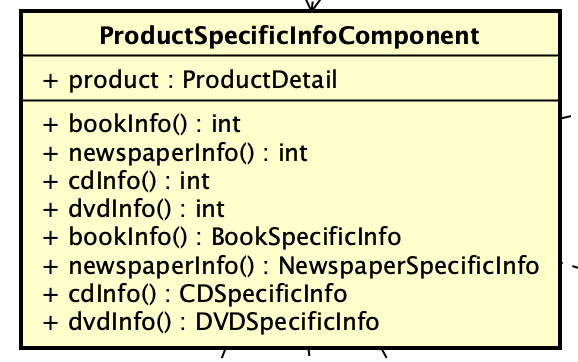 ProductSpecificInfoComponent
+ product : ProductDetail
+ bookInfo() : int
+ newspaperInfo() : int
+ cdInfo() : int
+ dvdInfo() : int
+ bookInfo() : BookSpecificInfo
+ newspaperInfo() : NewspaperSpecificInfo
+ cdInfo() : CDSpecificInfo
+ dvdInfo() : DVDSpecificInfo